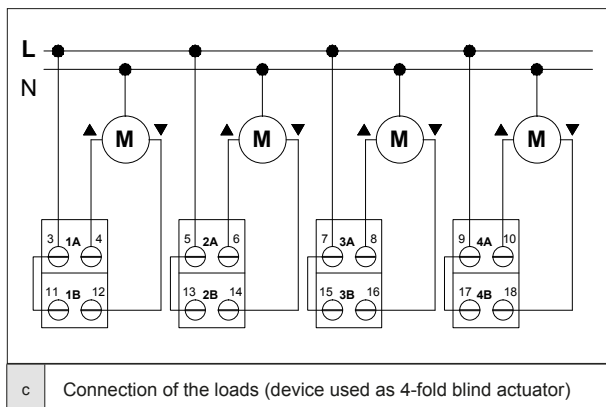 L
N
M M M M
3 1A 4 5 2A 6 7 3A 8 9 4A 10
11 1B 12 13 2B 14 15 3B 16 17 4B 18
c Connection of the loads (device used as 4-fold blind actuator)